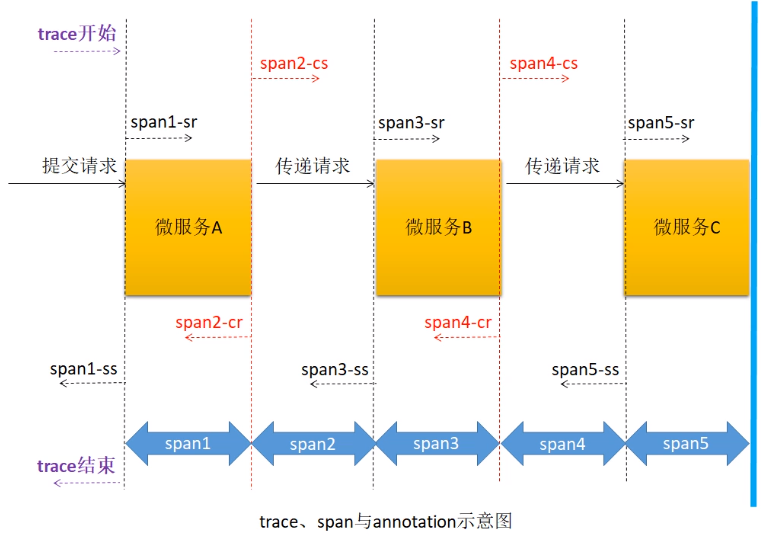 trace开始
span2-cs
span4-cs
span1-sr
span3-sr
span5-sr
提交请求
传递请求
传递请求
微服务A
微服务B
微服务C
span2-cr
span4-cr
span1-ss
span3-ss
span5-ss
span1
span2
span3
span4
span5
trace结束
trace、span与annotation示意图